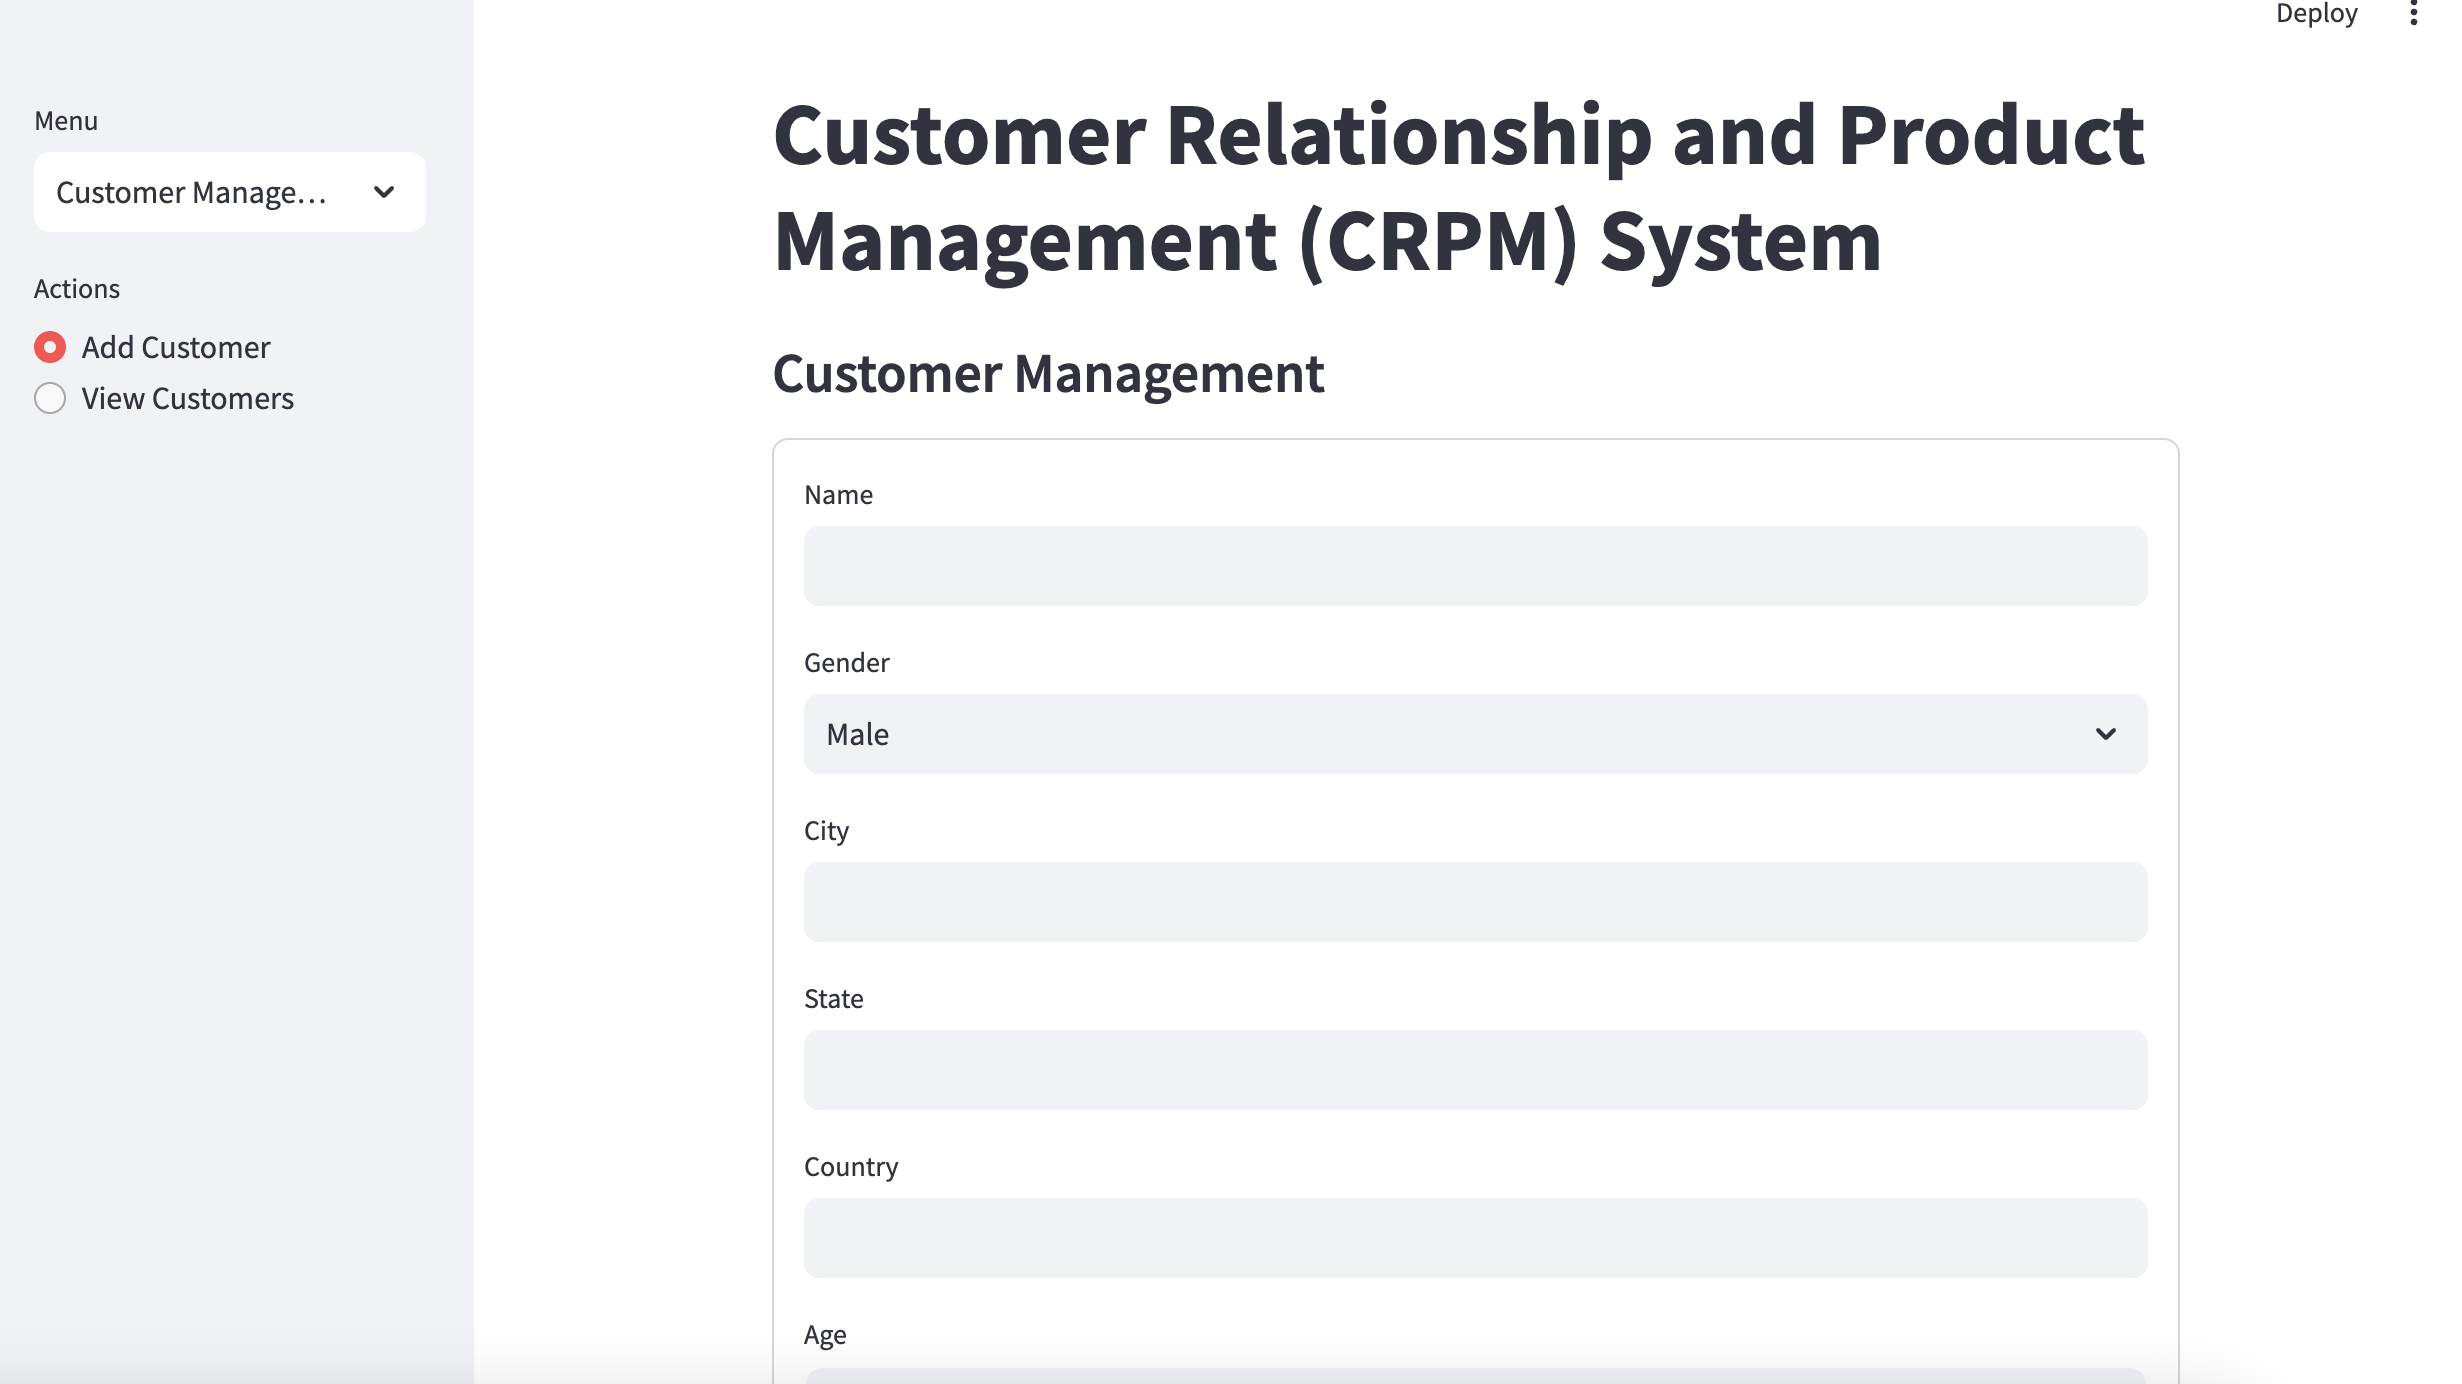 Deploy
Menu
Customer Manage...
Actions
Add Customer
View Customers
Customer Relationship and Product
Management (CRPM) System
Customer Management
Name
Gender
Male
City
State
Country
Age